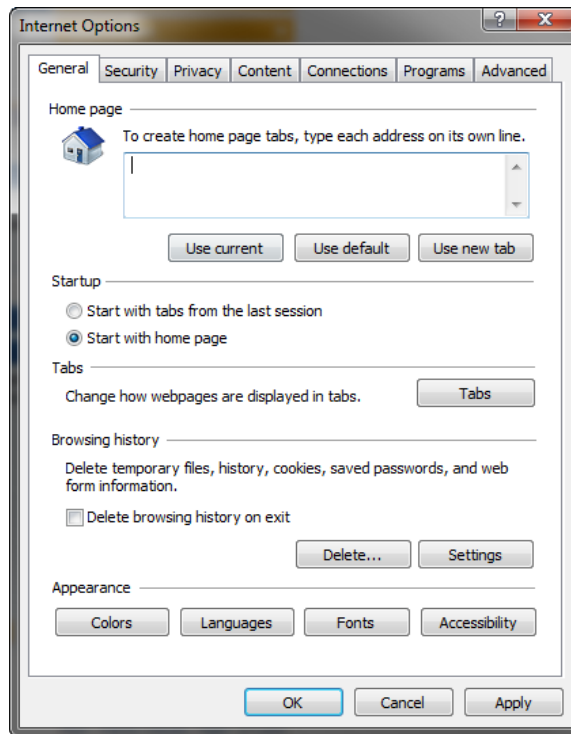 Internet Options
General Security Privacy Content Connections Programs Advanced
Home page
To create home page tabs, type each address on its own line.
Use current Use default Use new tab
Startup
Start with tabs from the last session
Start with home page
Tabs
Change how webpages are displayed in tabs. Tabs
Browsing history
Delete temporary files, history, cookies, saved passwords, and web
form information.
Delete browsing history on exit
Delete... Settings
Appearance
Colors Languages Fonts Accessibility
OK Cancel Apply